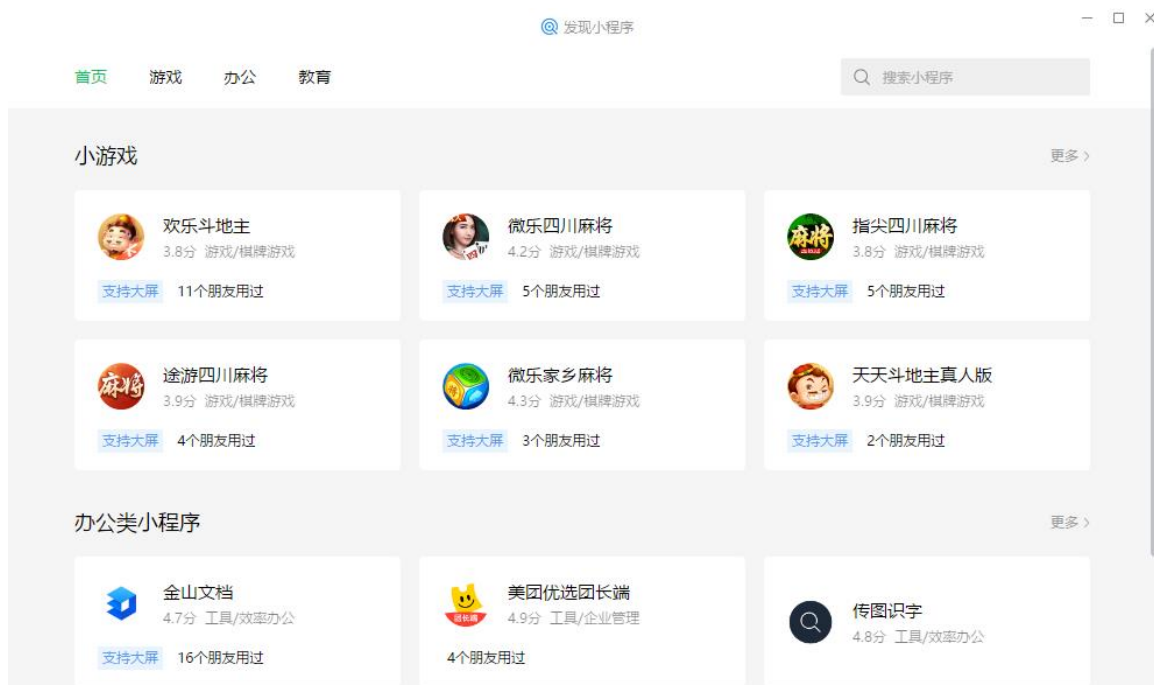 发现小程序
首页 游戏 办公 教育 搜索小程序
小游戏 更多
欢乐斗地主
3.8分 游戏/棋牌游戏
支持大屏 11个朋友用过
微乐四川麻将
4.2分 游戏/棋牌游戏
支持大屏 5个朋友用过
麻将
指尖四川麻将
3.8分 游戏/棋牌游戏
支持大屏 5个朋友用过
麻将
途游四川麻将
3.9分 游戏/棋牌游戏
支持大屏 4个朋友用过
微乐家乡麻将
4.3分 游戏/棋牌游戏
支持大屏 3个朋友用过
天天斗地主真人版
3.9分 游戏/棋牌游戏
支持大屏 2个朋友用过
办公类小程序 更多
金山文档
4.7分 工具/效率办公
支持大屏 16个朋友用过
团长端
美团优选团长端
4.9分 工具/企业管理
4个朋友用过
传图识字
4.8分 工具/效率办公